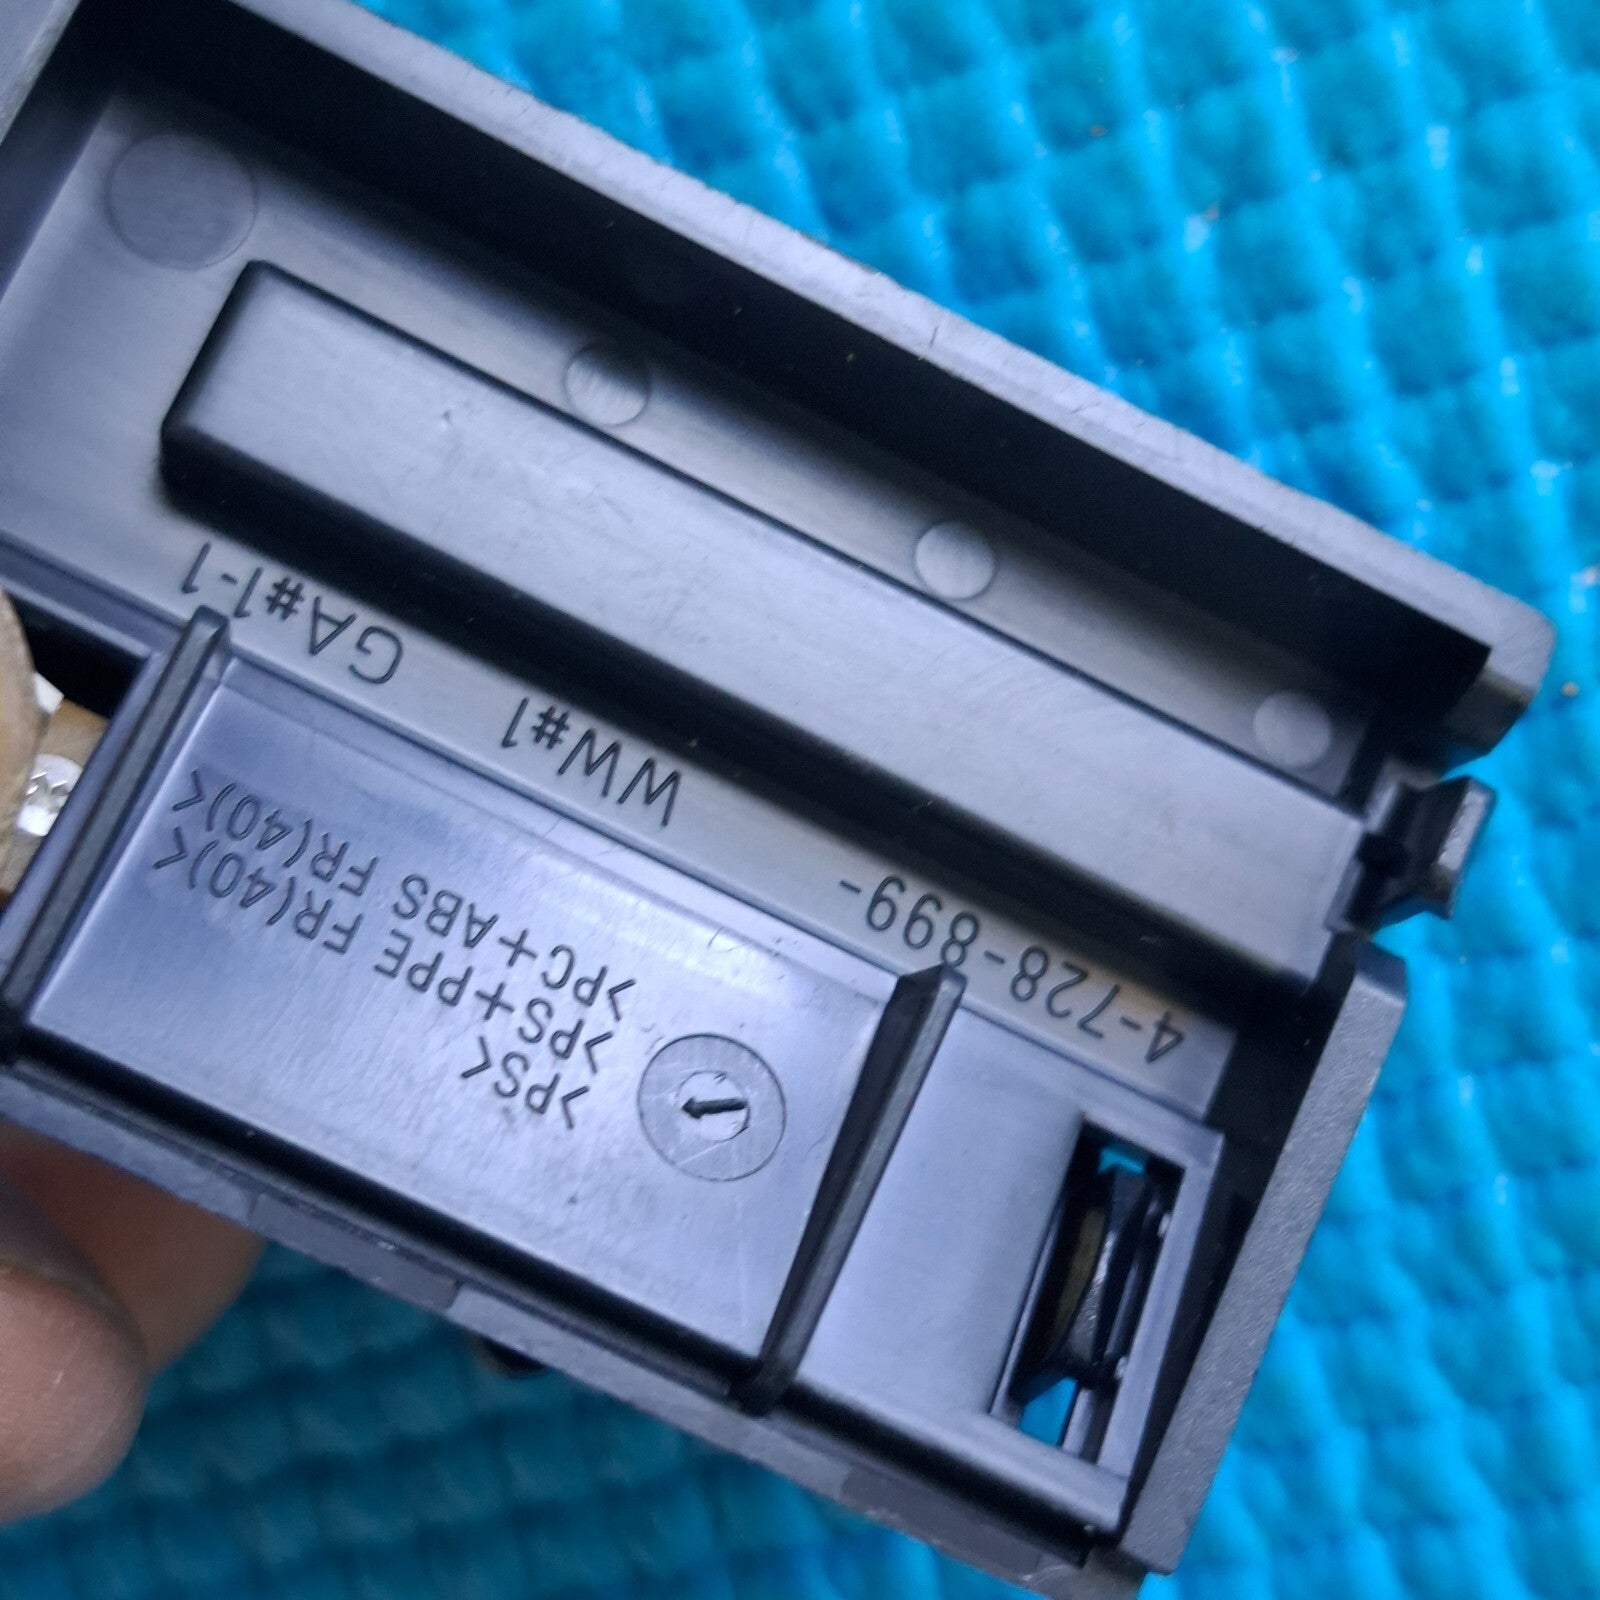 4-728-899-
WW#1
GA#1-1
>PS<
>PS+PPE FR(40)<
>PC+ABS FR(40)<